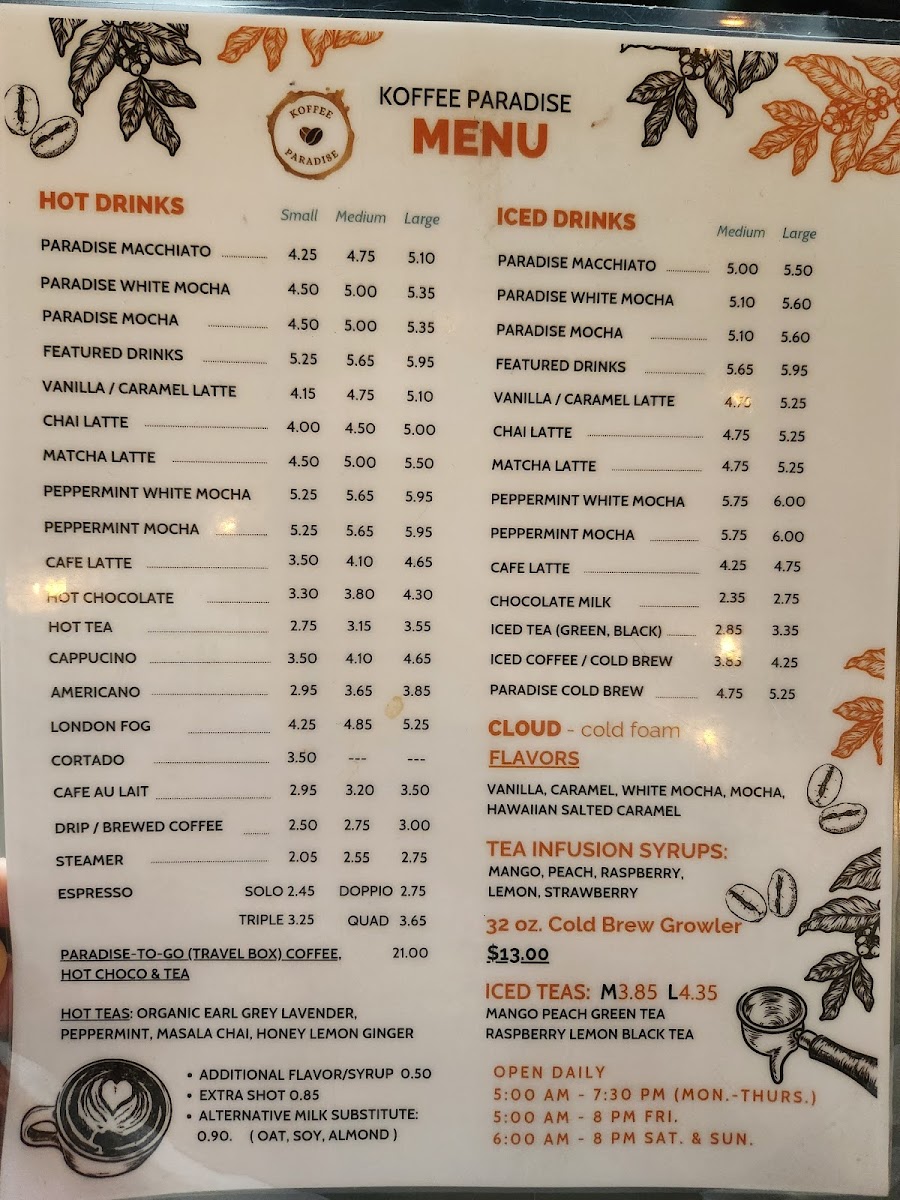 KOFFEE
PARADISE
KOFFEE PARADISE
MENU
HOT DRINKS
Small Medium Large
PARADISE MACCHIATO 4.25 4.75 5.10
PARADISE WHITE MOCHA 4.50 5.00 5.35
PARADISE MOCHA 4.50 5.00 5.35
FEATURED DRINKS 5.25 5.65 5.95
VANILLA / CARAMEL LATTE 4.15 4.75 5.10
CHAI LATTE 4.00 4.50 5.00
MATCHA LATTE 4.50 5.00 5.50
PEPPERMINT WHITE MOCHA 5.25 5.65 5.95
PEPPERMINT MOCHA 5.25 5.65 5.95
CAFE LATTE 3.50 4.10 4.65
HOT CHOCOLATE 3.30 3.80 4.30
HOT TEA 2.75 3.15 3.55
CAPPUCINO 3.50 4.10 4.65
AMERICANO 2.95 3.65 3.85
LONDON FOG 4.25 4.85 5.25
CORTADO 3.50 --- ---
CAFE AU LAIT 2.95 3.20 3.50
DRIP / BREWED COFFEE 2.50 2.75 3.00
STEAMER 2.05 2.55 2.75
ESPRESSO SOLO 2.45 DOPPIO 2.75
TRIPLE 3.25 QUAD 3.65
PARADISE-TO-GO (TRAVEL BOX) COFFEE, 21.00
HOT CHOCO & TEA
HOT TEAS: ORGANIC EARL GREY LAVENDER,
PEPPERMINT, MASALA CHAI, HONEY LEMON GINGER
• ADDITIONAL FLAVOR/SYRUP 0.50
• EXTRA SHOT 0.85
• ALTERNATIVE MILK SUBSTITUTE:
0.90. ( OAT, SOY, ALMOND )
ICED DRINKS
Medium Large
PARADISE MACCHIATO 5.00 5.50
PARADISE WHITE MOCHA 5.10 5.60
PARADISE MOCHA 5.10 5.60
FEATURED DRINKS 5.65 5.95
VANILLA / CARAMEL LATTE 4.75 5.25
CHAI LATTE 4.75 5.25
MATCHA LATTE 4.75 5.25
PEPPERMINT WHITE MOCHA 5.75 6.00
PEPPERMINT MOCHA 5.75 6.00
CAFE LATTE 4.25 4.75
CHOCOLATE MILK 2.35 2.75
ICED TEA (GREEN, BLACK) 2.85 3.35
ICED COFFEE / COLD BREW 3.85 4.25
PARADISE COLD BREW 4.75 5.25
CLOUD - cold foam
FLAVORS
VANILLA, CARAMEL, WHITE MOCHA, MOCHA,
HAWAIIAN SALTED CARAMEL
TEA INFUSION SYRUPS:
MANGO, PEACH, RASPBERRY,
LEMON, STRAWBERRY
32 oz. Cold Brew Growler
$13.00
ICED TEAS: M3.85 L4.35
MANGO PEACH GREEN TEA
RASPBERRY LEMON BLACK TEA
OPEN DAILY
5:00 AM - 7:30 PM (MON.-THURS.)
5:00 AM - 8 PM FRI.
6:00 AM - 8 PM SAT. & SUN.